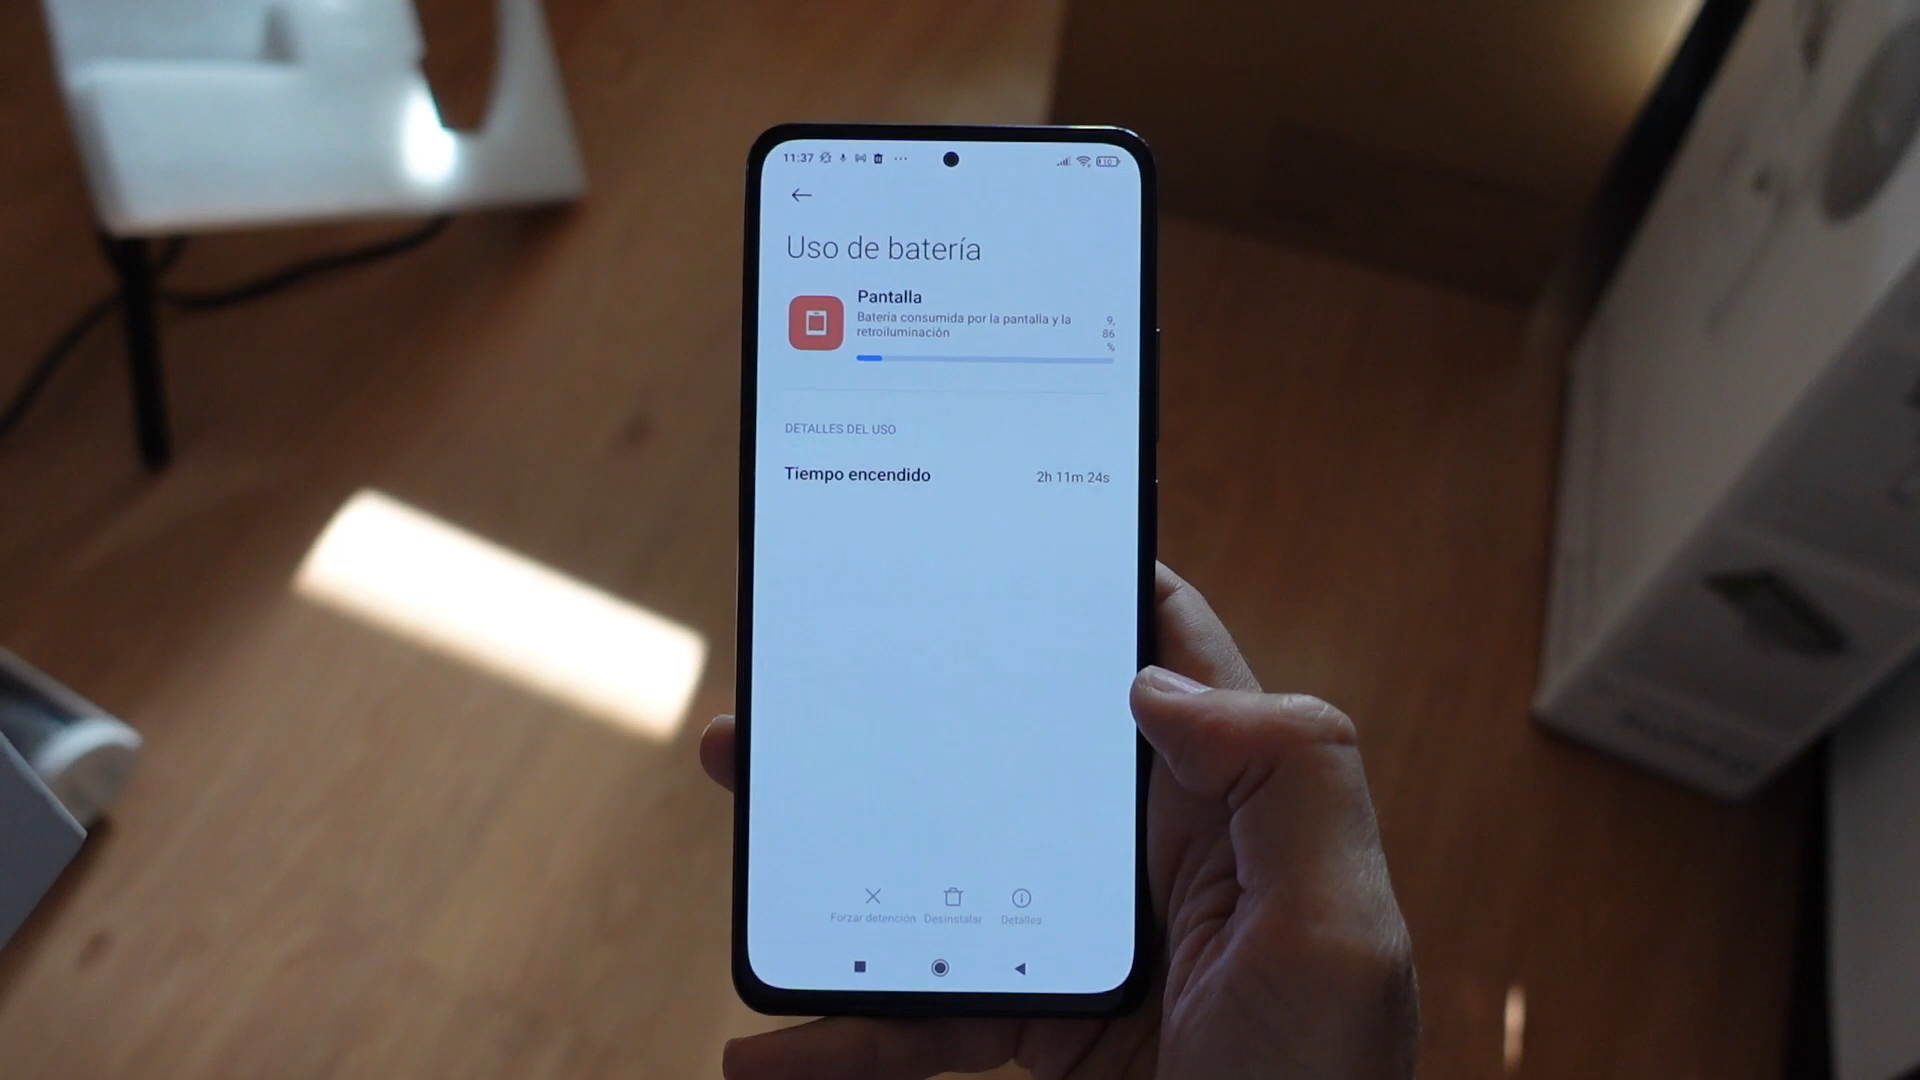 11:37
10
Uso de batería
Pantalla
Batería consumida por la pantalla y la
retroiluminación
9,
86
%
DETALLES DEL USO
Tiempo encendido 2h 11m 24s
Forzar detención Desinstalar Detalles